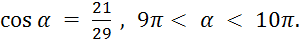 cos α = 21/29 , 9π < α < 10π.